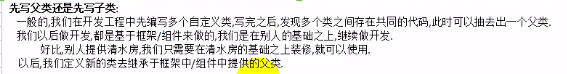 先写父类还是先写子类:
一般的,我们在开发工程中先编写多个自定义类,写完之后,发现多个类之间存在共同的代码,此时可以抽去出一个父类.
我们以后做开发,都是基于框架/组件来做的,我们是在别人的基础之上,继续做开发.
好比,别人提供清水房,我们只需要在清水房的基础之上装修,就可以使用.
以后,我们定义新的类去继承于框架中/组件中提供的父类.